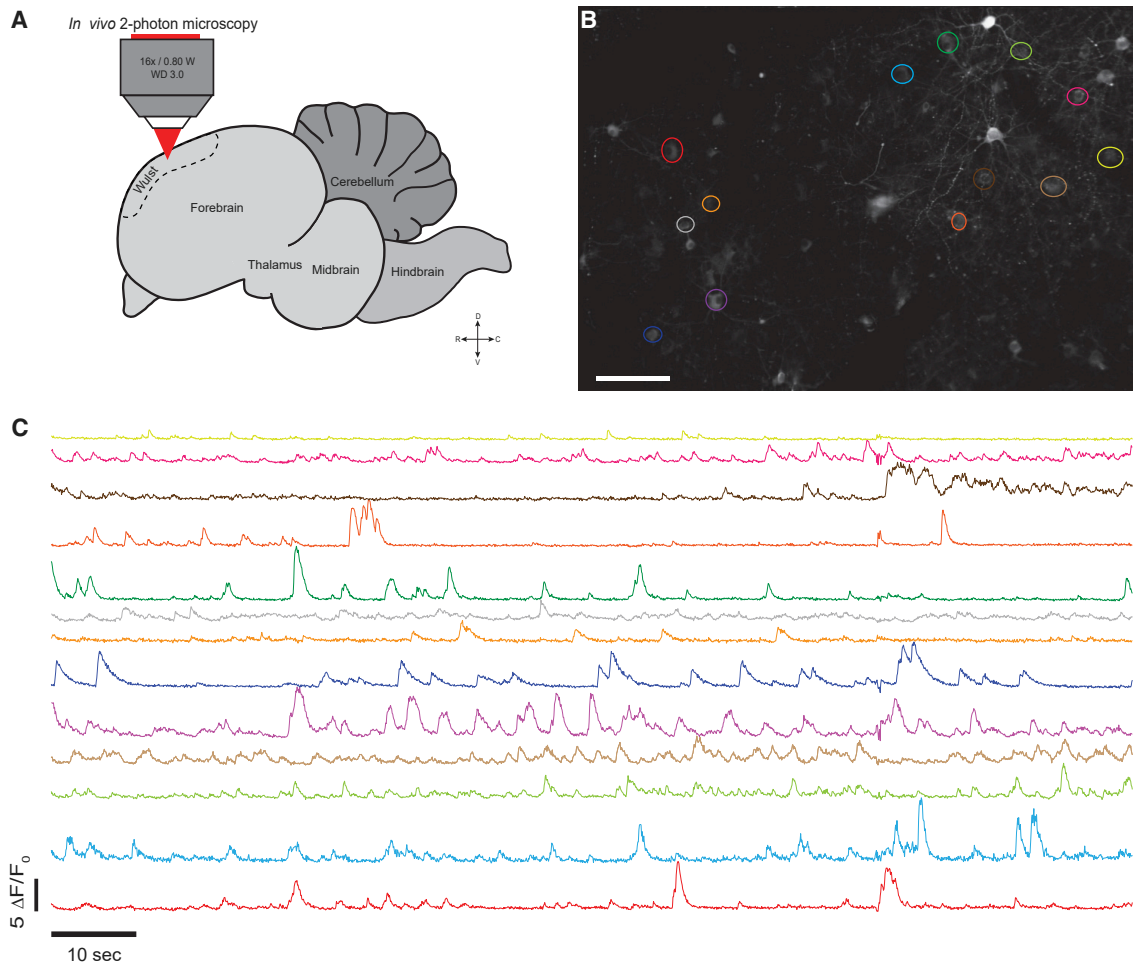 A
In vivo 2-photon microscopy
16x / 0.80 W
WD 3.0
Wulst
Forebrain
Cerebellum
Thalamus
Midbrain
Hindbrain
D
R
C
V
B
C
5 ΔF/F₀
10 sec